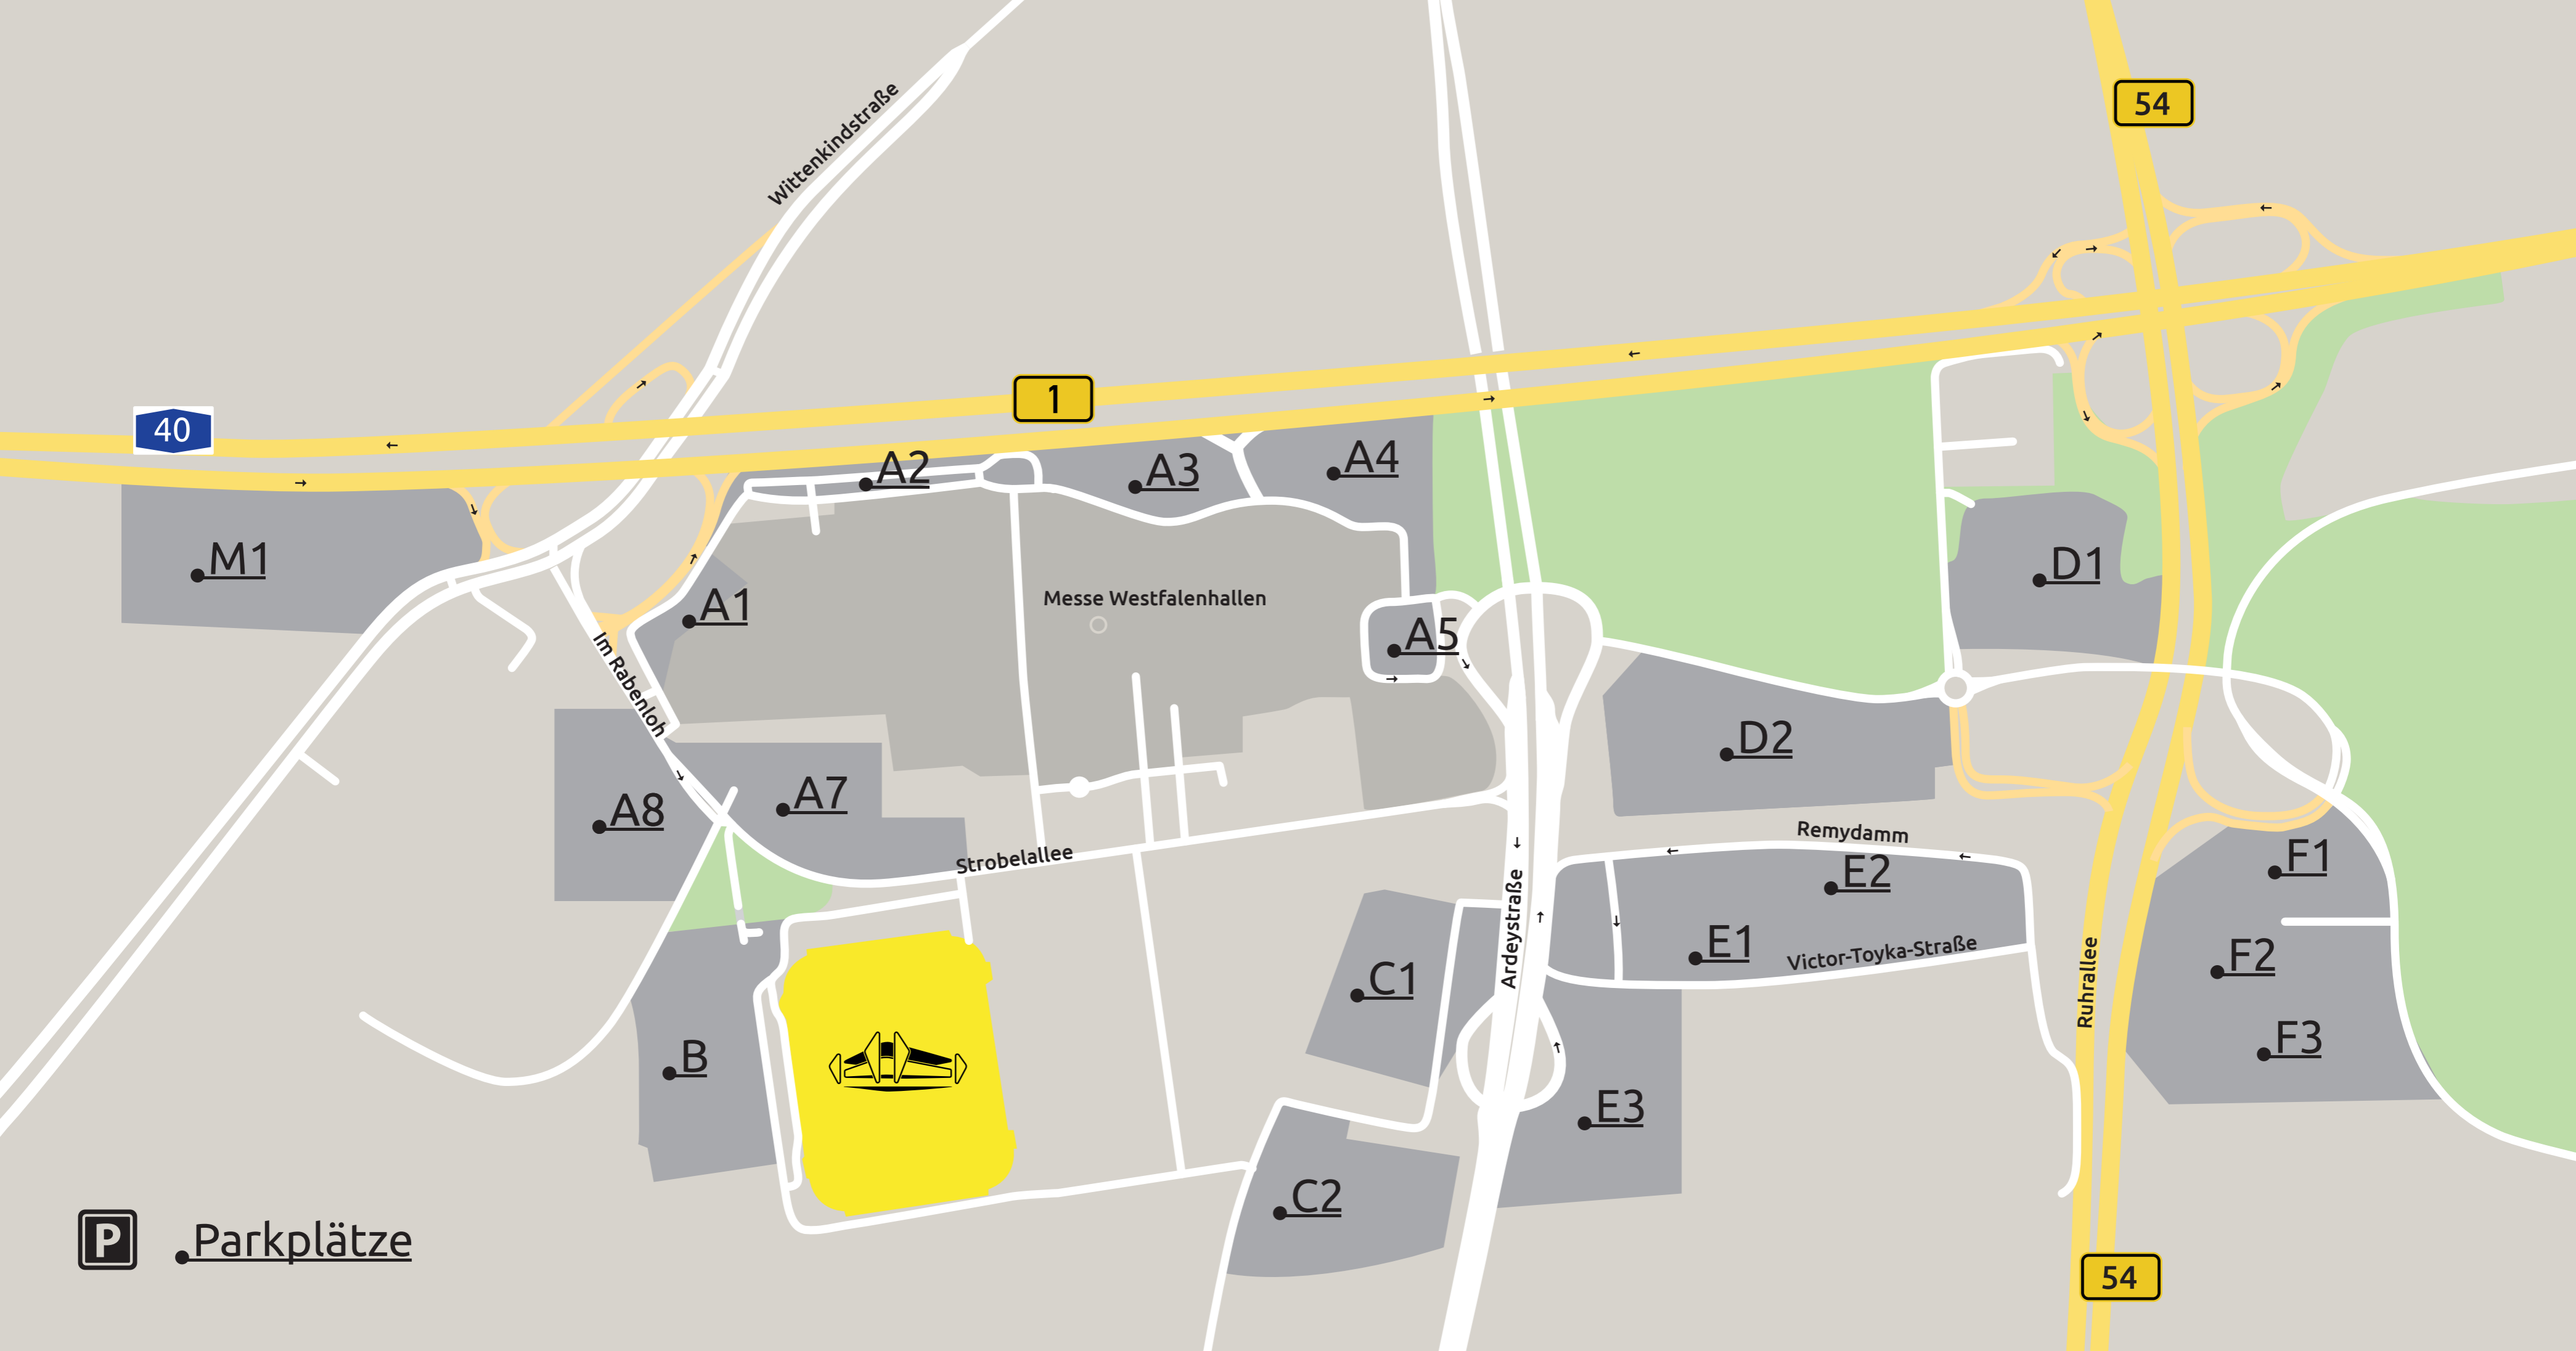 54
Wittenkindstraße
1
40
A2
A3
A4
M1
A1
Messe Westfalenhallen
A5
D1
Im Rabenloh
D2
A7
A8
Strobelallee
Remydamm
E2
F1
Ardeystraße
E1
Victor-Toyka-Straße
F2
C1
Ruhrallee
B
F3
E3
C2
P Parkplätze
54